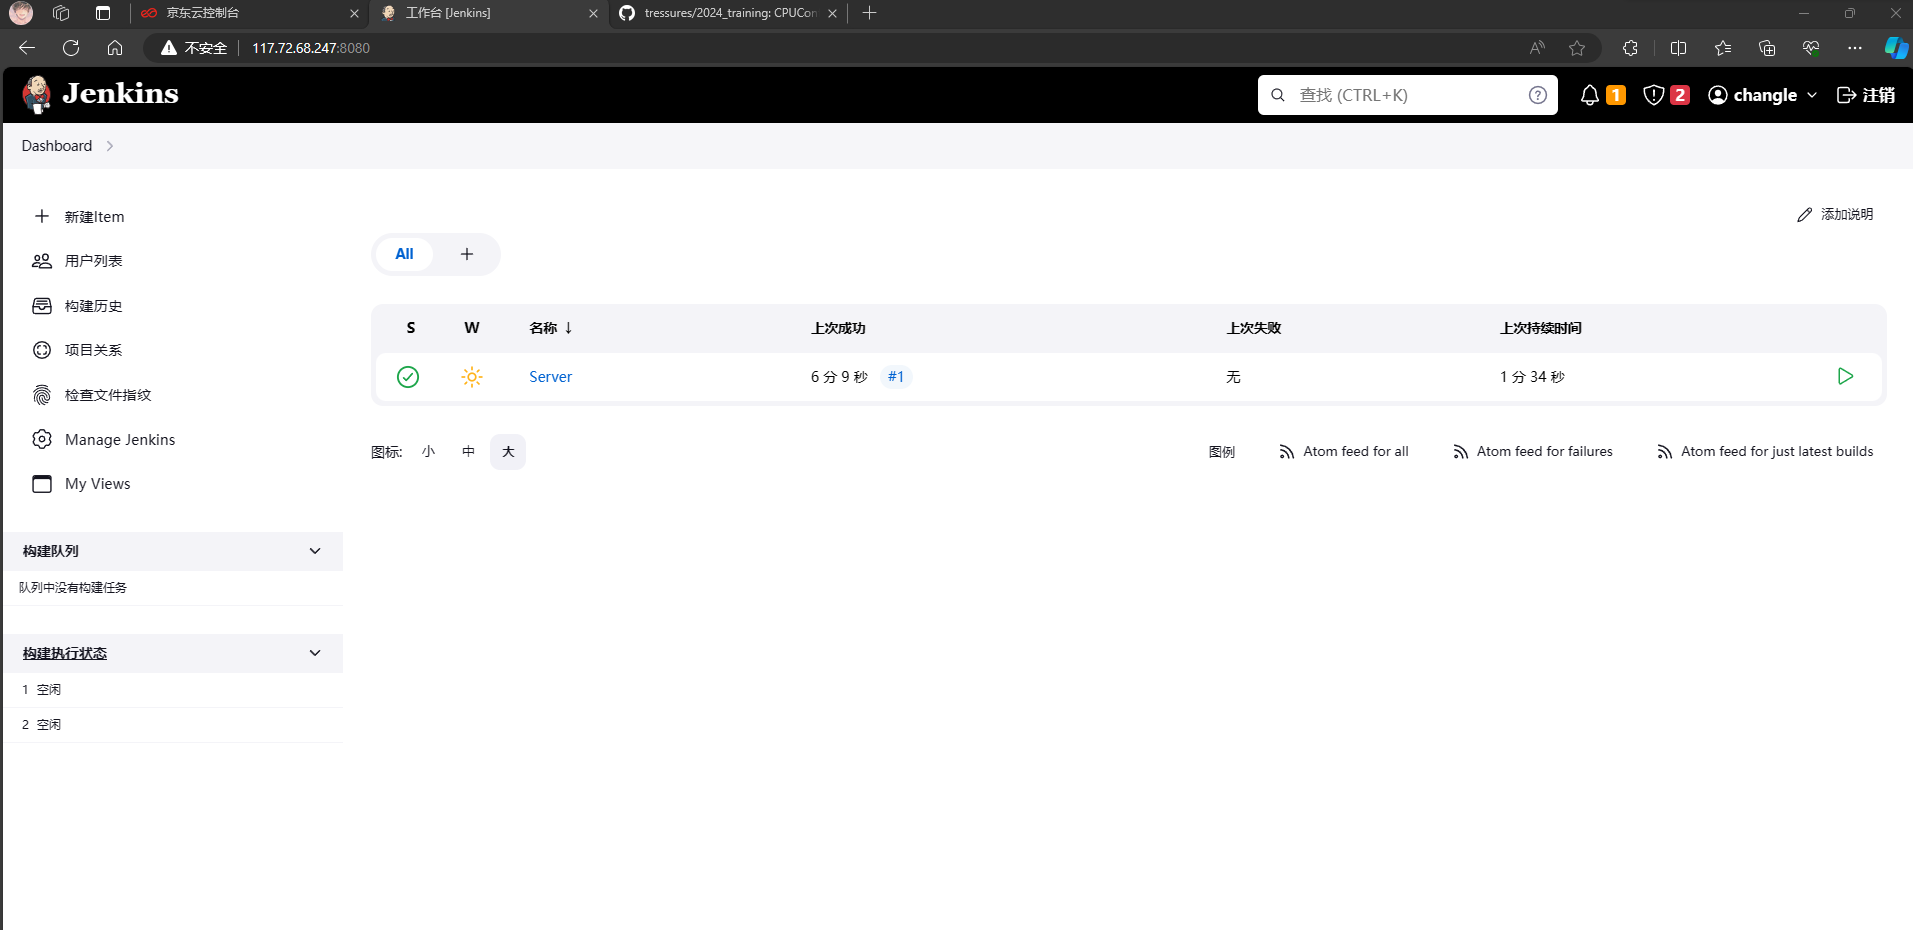 京东云控制台
工作台 [Jenkins]
tressures/2024_training: CPUCon
不安全
117.72.68.247:8080
Jenkins
查找 (CTRL+K)
1
2
changle
注销
Dashboard
新建Item
用户列表
构建历史
项目关系
检查文件指纹
Manage Jenkins
My Views
构建队列
队列中没有构建任务
构建执行状态
1 空闲
2 空闲
添加说明
All
S W 名称 ↓ 上次成功 上次失败 上次持续时间
Server 6 分 9 秒 #1 无 1 分 34 秒
图标: 小 中 大
图例 Atom feed for all Atom feed for failures Atom feed for just latest builds